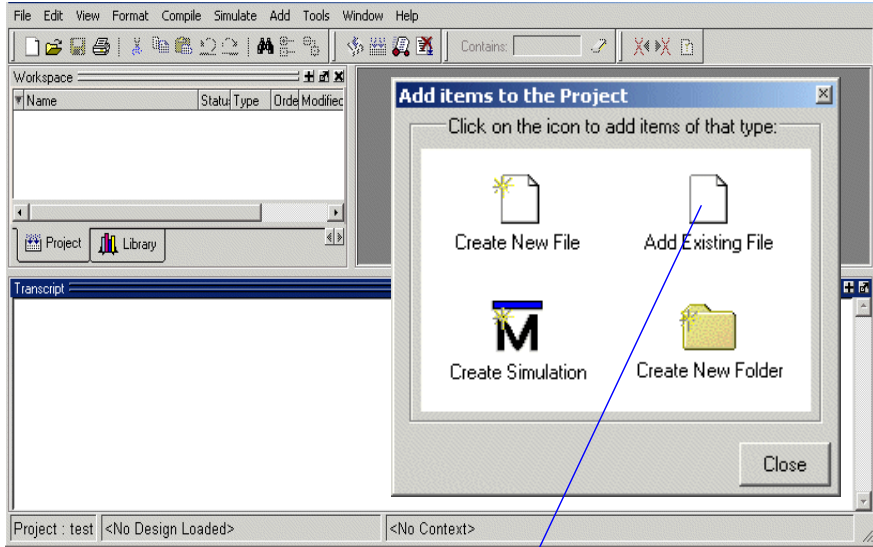 File Edit View Format Compile Simulate Add Tools Window Help
Contains:
Workspace
Name Statu Type Orde Modified
Project Library
Add items to the Project
Click on the icon to add items of that type:
Create New File Add Existing File
Create Simulation Create New Folder
Close
Transcript
Project : test <No Design Loaded> <No Context>